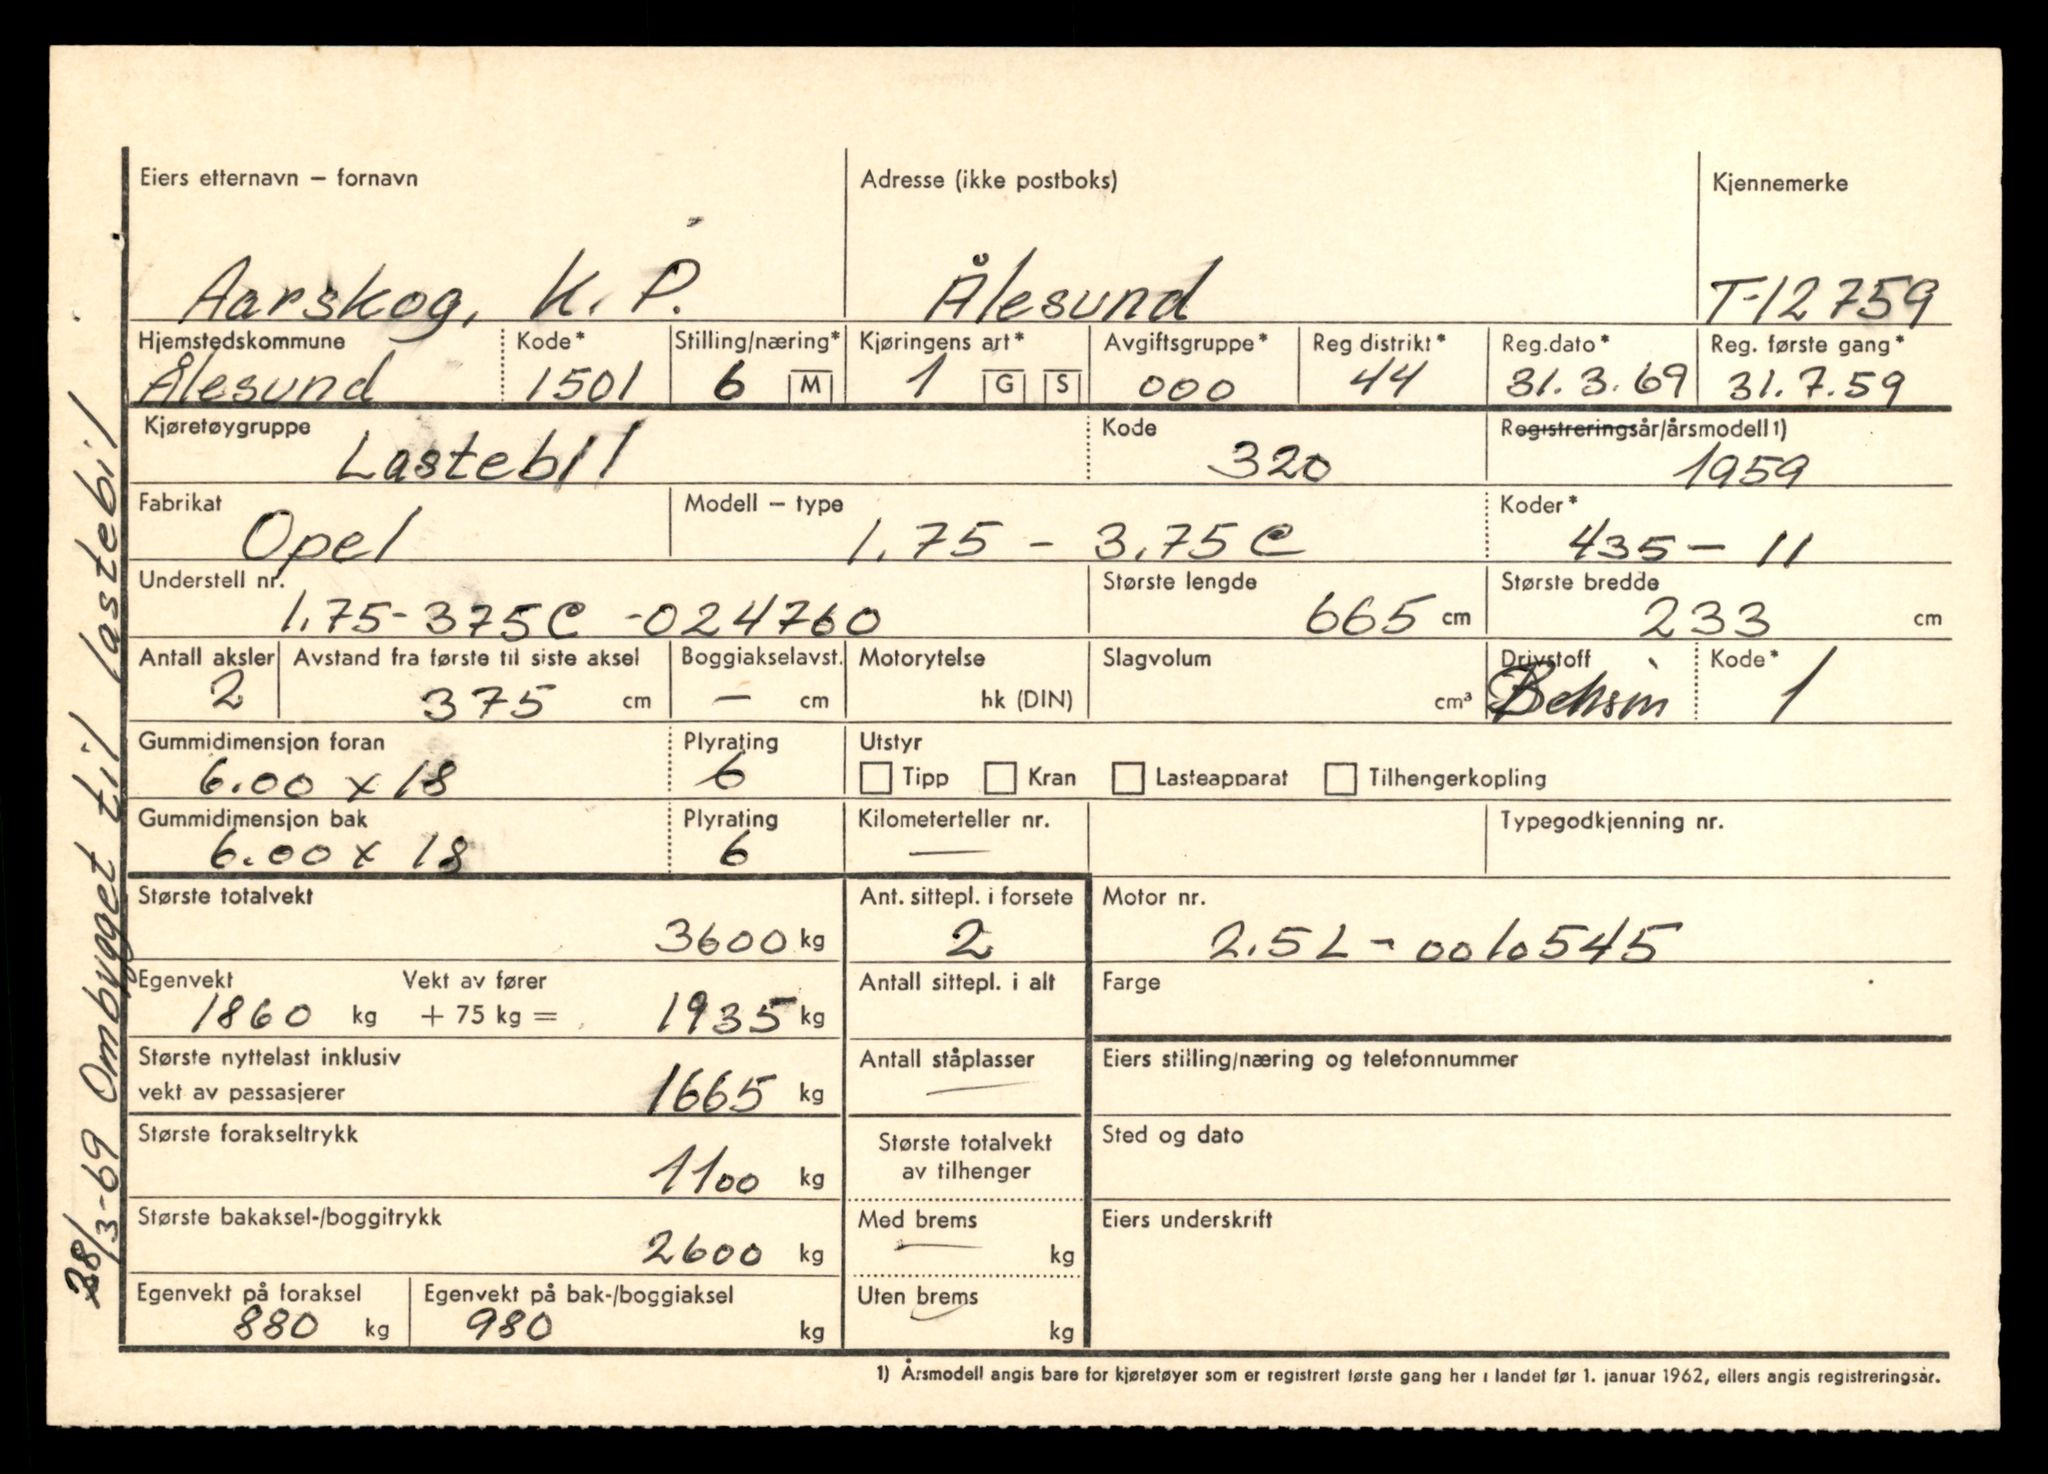 Eiers etternavn – fornavn
Aarskog, K. P.
Adresse (ikke postboks)
Ålesund
Kjennemerke
T-12759
Hjemstedskommune
Ålesund
Kode*
1501
Stilling/næring*
6 M
Kjøringens art*
1 G S
Avgiftsgruppe*
000
Reg distrikt*
44
Reg.dato*
31.3.69
Reg. første gang*
31.7.59
Kjøretøygruppe
Lastebil
Kode
320
Registreringsår/årsmodell 1)
1959
Fabrikat
Opel
Modell – type
1.75 – 3.75 C
Koder*
435 – 11
Understell nr.
1.75-375C -024760
Største lengde
665 cm
Største bredde
233 cm
Antall aksler
2
Avstand fra første til siste aksel
375 cm
Boggiakselavst.
– cm
Motorytelse
hk (DIN)
Slagvolum
cm³
Drivstoff
Bensin
Kode*
1
Gummidimensjon foran
6.00 x 18
Plyrating
6
Utstyr
Tipp Kran Lasteapparat Tilhengerkopling
Gummidimensjon bak
6.00 x 18
Plyrating
6
Kilometerteller nr.
—
Typegodkjenning nr.
Største totalvekt
3600 kg
Ant. sittepl. i forsete
2
Motor nr.
2.5 L - 0010545
Egenvekt Vekt av fører
1860 kg + 75 kg = 1935 kg
Antall sittepl. i alt
Farge
Største nyttelast inklusiv
vekt av passasjerer 1665 kg
Antall ståplasser
—
Eiers stilling/næring og telefonnummer
Største forakseltrykk
1100 kg
Største totalvekt
av tilhenger
Sted og dato
Største bakaksel-/boggitrykk
2600 kg
Med brems
— kg
Eiers underskrift
Egenvekt på foraksel
880 kg
Egenvekt på bak-/boggiaksel
980 kg
Uten brems
kg
1) Årsmodell angis bare for kjøretøyer som er registrert første gang her i landet før 1. januar 1962, ellers angis registreringsår.
28/3-69 Ombygget til lastebil